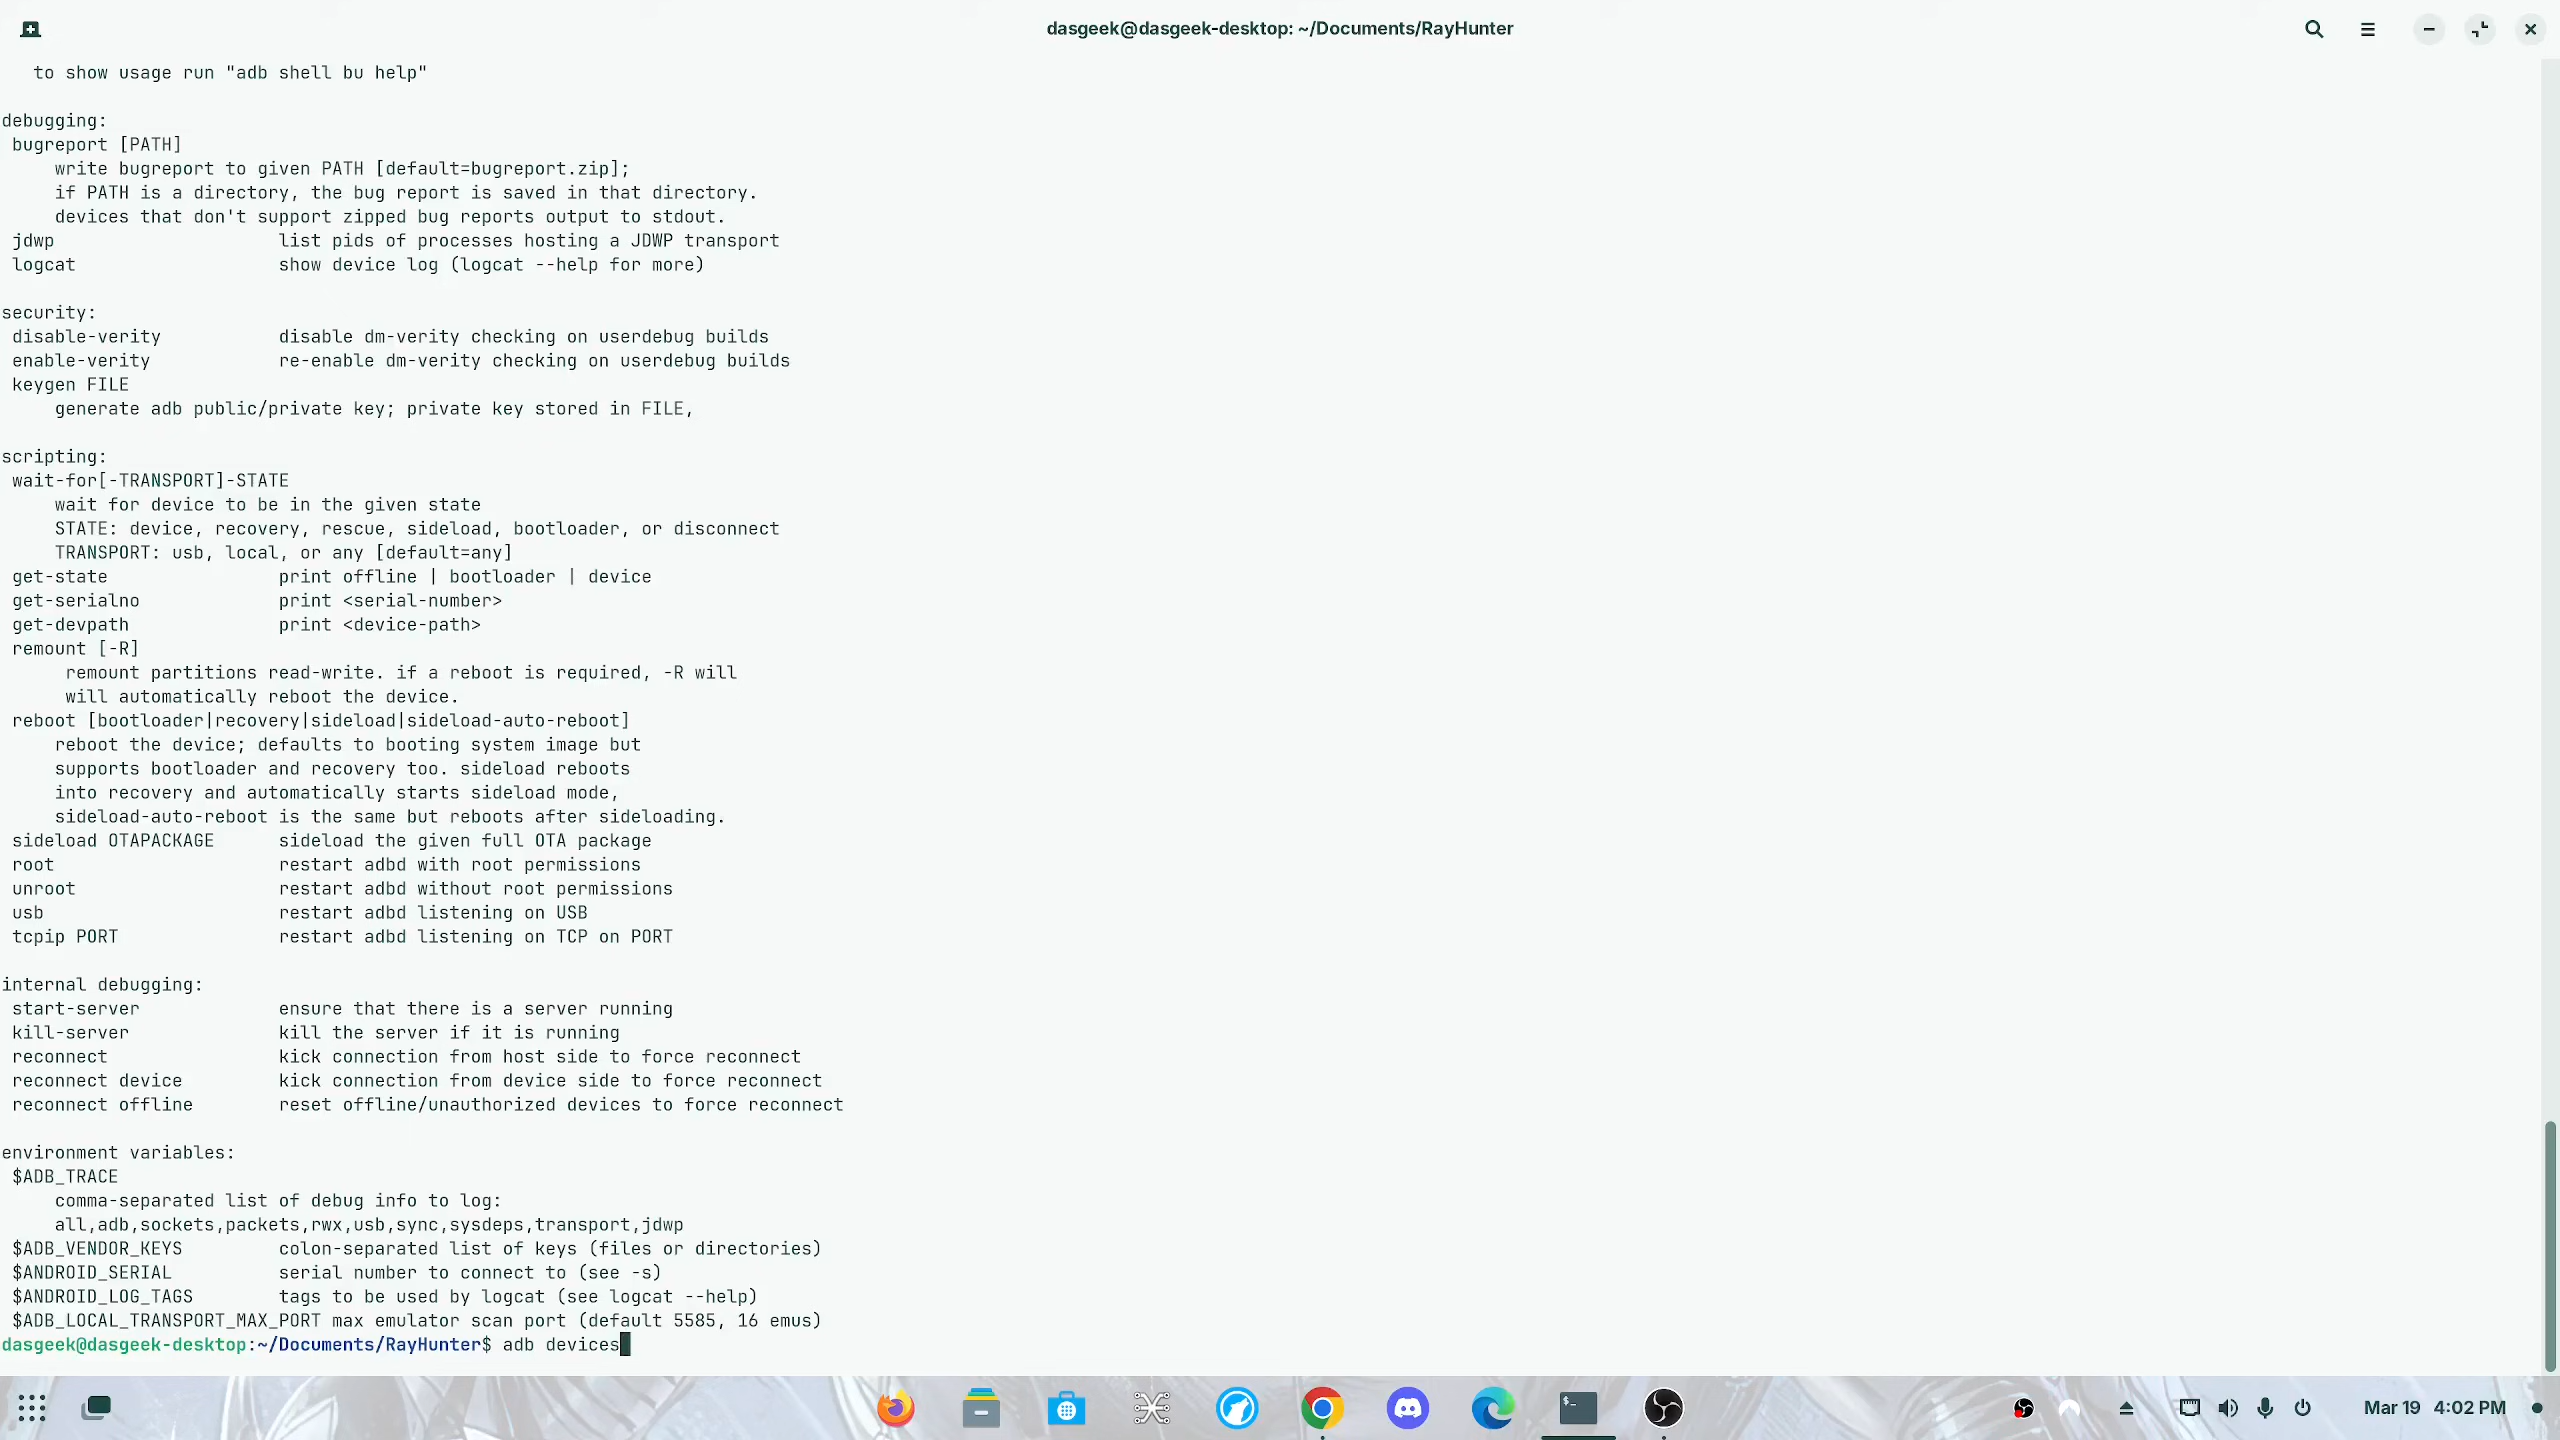 dasgeek@dasgeek-desktop: ~/Documents/RayHunter
to show usage run "adb shell bu help"
debugging:
bugreport [PATH]
write bugreport to given PATH [default=bugreport.zip];
if PATH is a directory, the bug report is saved in that directory.
devices that don't support zipped bug reports output to stdout.
jdwp list pids of processes hosting a JDWP transport
logcat show device log (logcat --help for more)
security:
disable-verity disable dm-verity checking on userdebug builds
enable-verity re-enable dm-verity checking on userdebug builds
keygen FILE
generate adb public/private key; private key stored in FILE,
scripting:
wait-for[-TRANSPORT]-STATE
wait for device to be in the given state
STATE: device, recovery, rescue, sideload, bootloader, or disconnect
TRANSPORT: usb, local, or any [default=any]
get-state print offline | bootloader | device
get-serialno print <serial-number>
get-devpath print <device-path>
remount [-R]
remount partitions read-write. if a reboot is required, -R will
will automatically reboot the device.
reboot [bootloader|recovery|sideload|sideload-auto-reboot]
reboot the device; defaults to booting system image but
supports bootloader and recovery too. sideload reboots
into recovery and automatically starts sideload mode,
sideload-auto-reboot is the same but reboots after sideloading.
sideload OTAPACKAGE sideload the given full OTA package
root restart adbd with root permissions
unroot restart adbd without root permissions
usb restart adbd listening on USB
tcpip PORT restart adbd listening on TCP on PORT
internal debugging:
start-server ensure that there is a server running
kill-server kill the server if it is running
reconnect kick connection from host side to force reconnect
reconnect device kick connection from device side to force reconnect
reconnect offline reset offline/unauthorized devices to force reconnect
environment variables:
$ADB_TRACE
comma-separated list of debug info to log:
all,adb,sockets,packets,rwx,usb,sync,sysdeps,transport,jdwp
$ADB_VENDOR_KEYS colon-separated list of keys (files or directories)
$ANDROID_SERIAL serial number to connect to (see -s)
$ANDROID_LOG_TAGS tags to be used by logcat (see logcat --help)
$ADB_LOCAL_TRANSPORT_MAX_PORT max emulator scan port (default 5585, 16 emus)
dasgeek@dasgeek-desktop:~/Documents/RayHunter$ adb devices
Mar 19 4:02 PM